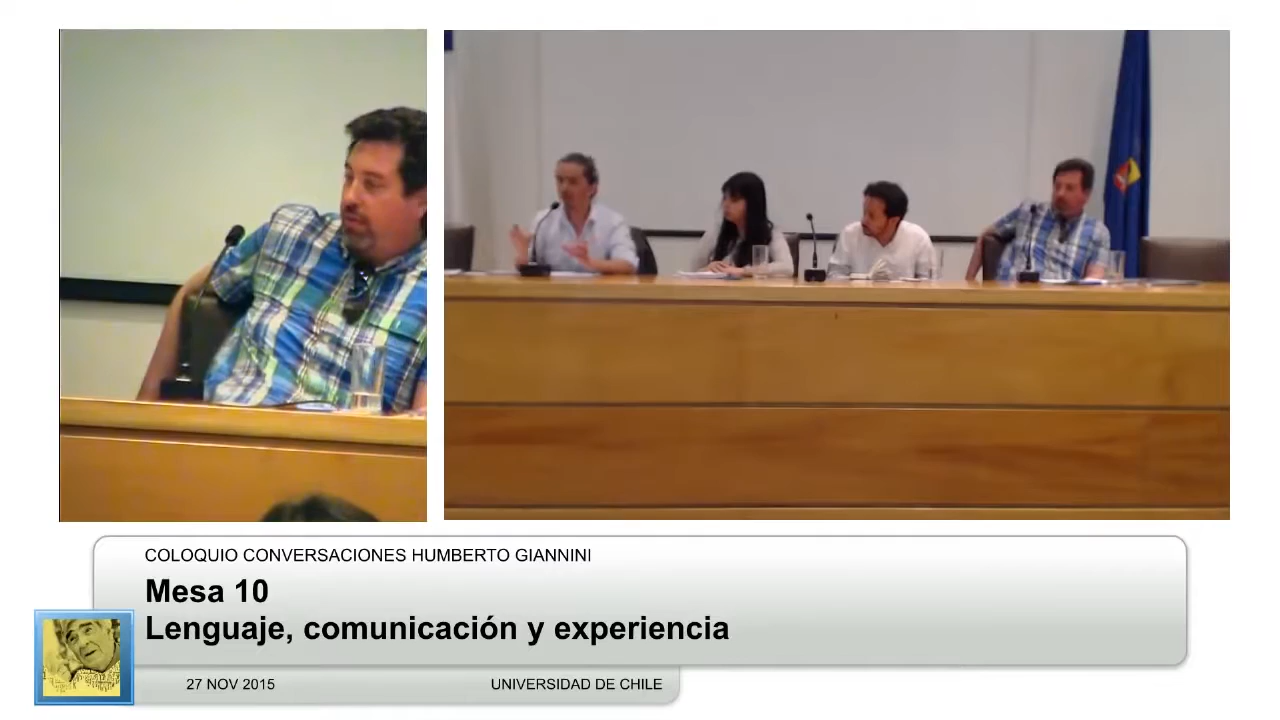 COLOQUIO CONVERSACIONES HUMBERTO GIANNINI
Mesa 10
Lenguaje, comunicación y experiencia
27 NOV 2015
UNIVERSIDAD DE CHILE